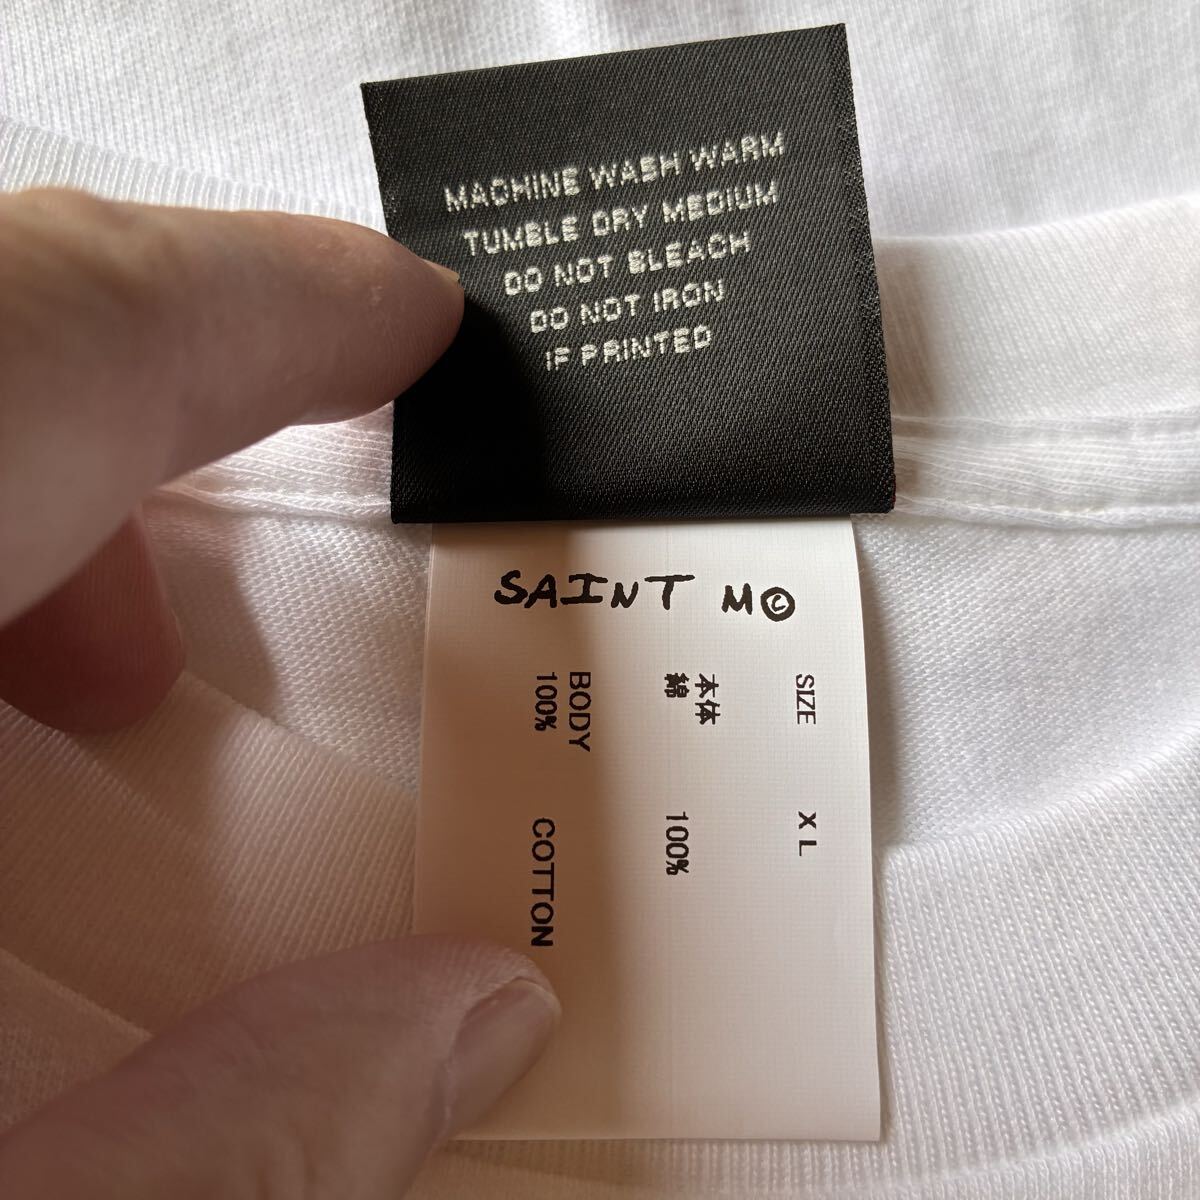 MACHINE WASH WARM
TUMBLE DRY MEDIUM
DO NOT BLEACH
DO NOT IRON
IF PRINTED
SAINT M©
SIZE XL
本体
綿 100%
BODY
100% COTTON